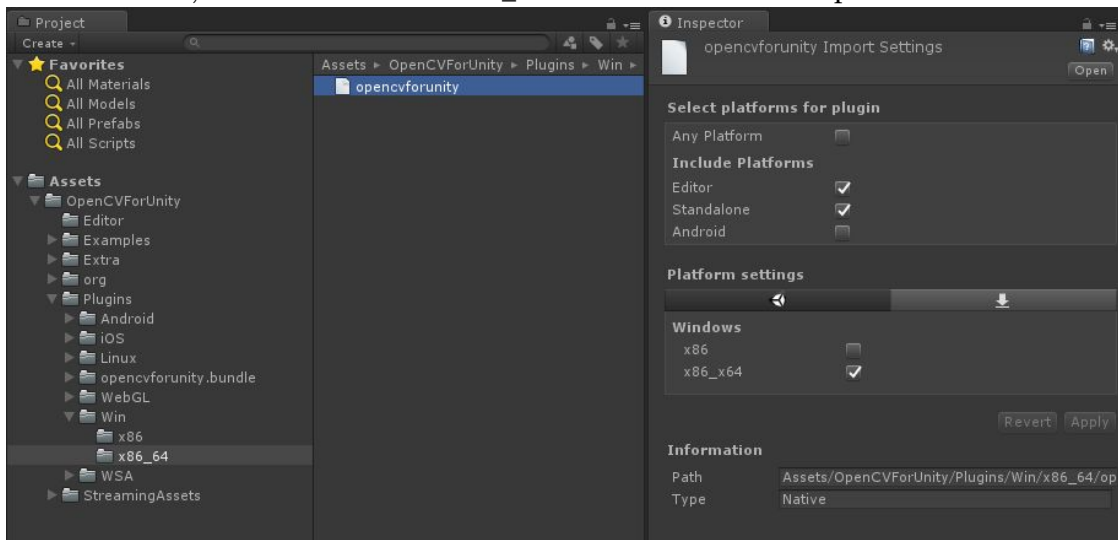 Project
Create
Favorites
All Materials
All Models
All Prefabs
All Scripts
Assets
OpenCVForUnity
Editor
Examples
Extra
org
Plugins
Android
iOS
Linux
opencvforunity.bundle
WebGL
Win
x86
x86_64
WSA
StreamingAssets
Assets ▸ OpenCVForUnity ▸ Plugins ▸ Win ▸
opencvforunity
Inspector
opencvforunity Import Settings
Open
Select platforms for plugin
Any Platform
Include Platforms
Editor
Standalone
Android
Platform settings
Windows
x86
x86_x64
Revert Apply
Information
Path Assets/OpenCVForUnity/Plugins/Win/x86_64/op
Type Native